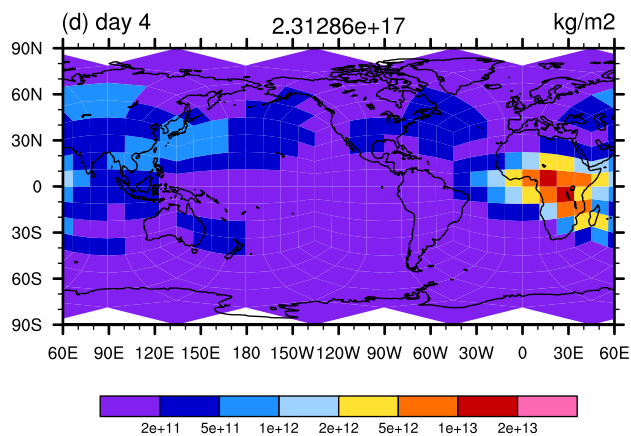 (d) day 4 2.31286e+17 kg/m2
90N
60N
30N
0
30S
60S
90S
60E 90E 120E 150E 180 150W 120W 90W 60W 30W 0 30E 60E
2e+11 5e+11 1e+12 2e+12 5e+12 1e+13 2e+13